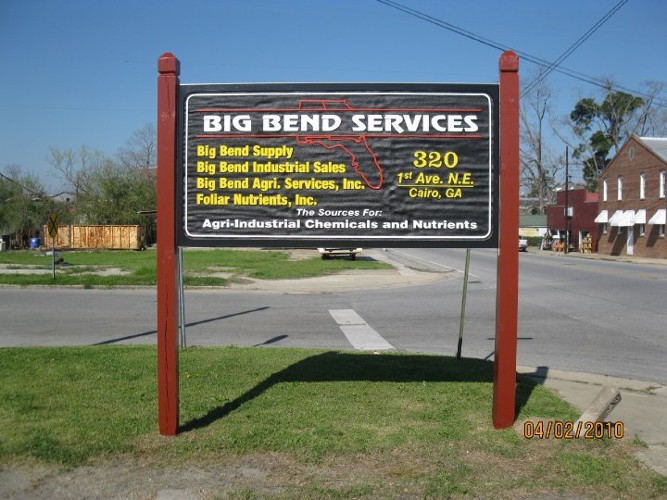 BIG BEND SERVICES
Big Bend Supply
Big Bend Industrial Sales
Big Bend Agri. Services, Inc.
Foliar Nutrients, Inc.
320
1st Ave. N.E.
Cairo, GA
The Sources For:
Agri-Industrial Chemicals and Nutrients
04/02/2010